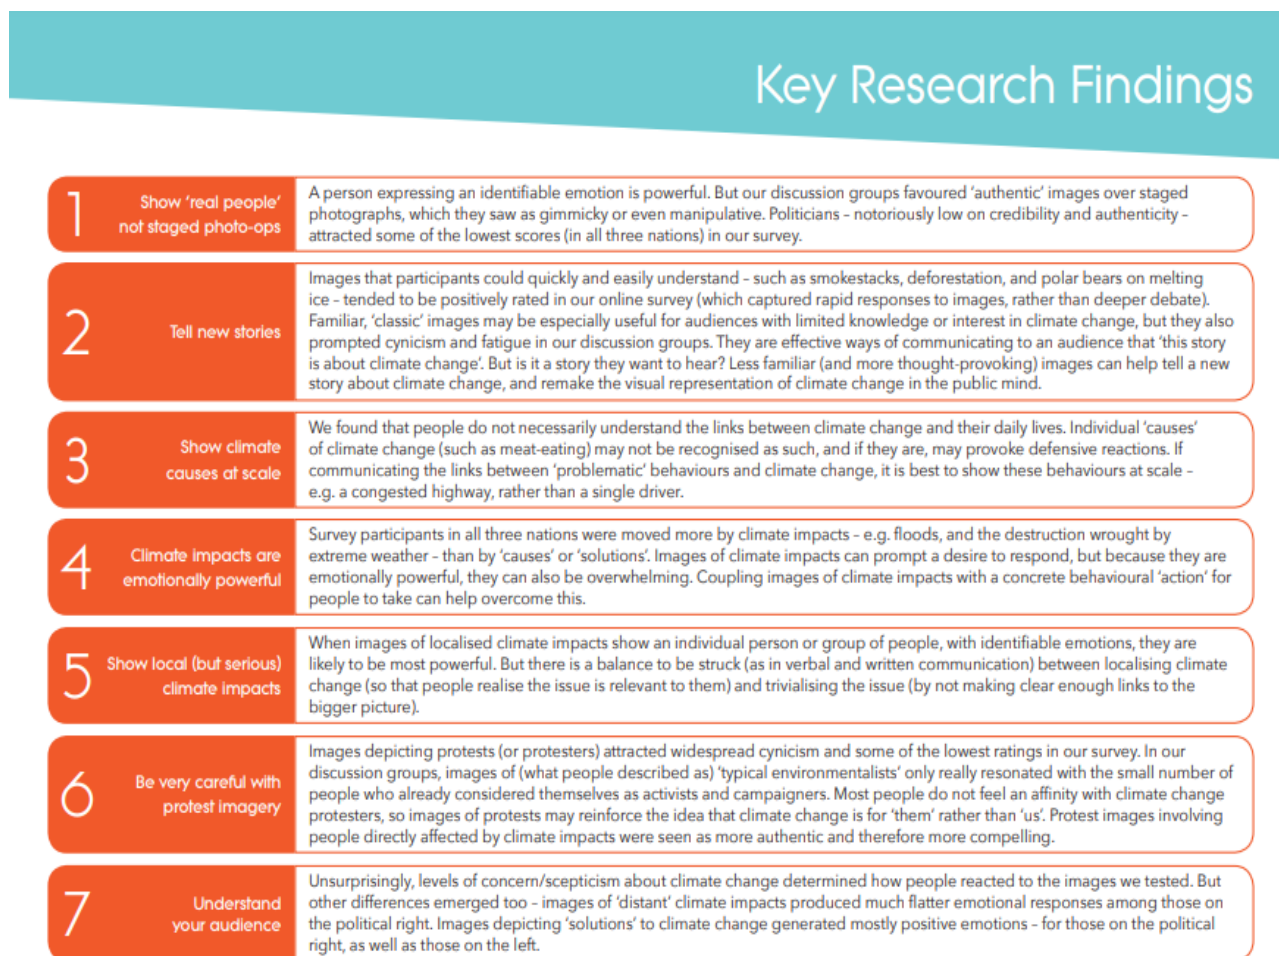 Key Research Findings
1
Show ‘real people’
not staged photo-ops
A person expressing an identifiable emotion is powerful. But our discussion groups favoured ‘authentic’ images over staged
photographs, which they saw as gimmicky or even manipulative. Politicians – notoriously low on credibility and authenticity –
attracted some of the lowest scores (in all three nations) in our survey.
2
Tell new stories
Images that participants could quickly and easily understand – such as smokestacks, deforestation, and polar bears on melting
ice – tended to be positively rated in our online survey (which captured rapid responses to images, rather than deeper debate).
Familiar, ‘classic’ images may be especially useful for audiences with limited knowledge or interest in climate change, but they also
prompted cynicism and fatigue in our discussion groups. They are effective ways of communicating to an audience that ‘this story
is about climate change’. But is it a story they want to hear? Less familiar (and more thought-provoking) images can help tell a new
story about climate change, and remake the visual representation of climate change in the public mind.
3
Show climate
causes at scale
We found that people do not necessarily understand the links between climate change and their daily lives. Individual ‘causes’
of climate change (such as meat-eating) may not be recognised as such, and if they are, may provoke defensive reactions. If
communicating the links between ‘problematic’ behaviours and climate change, it is best to show these behaviours at scale –
e.g. a congested highway, rather than a single driver.
4
Climate impacts are
emotionally powerful
Survey participants in all three nations were moved more by climate impacts – e.g. floods, and the destruction wrought by
extreme weather – than by ‘causes’ or ‘solutions’. Images of climate impacts can prompt a desire to respond, but because they are
emotionally powerful, they can also be overwhelming. Coupling images of climate impacts with a concrete behavioural ‘action’ for
people to take can help overcome this.
5
Show local (but serious)
climate impacts
When images of localised climate impacts show an individual person or group of people, with identifiable emotions, they are
likely to be most powerful. But there is a balance to be struck (as in verbal and written communication) between localising climate
change (so that people realise the issue is relevant to them) and trivialising the issue (by not making clear enough links to the
bigger picture).
6
Be very careful with
protest imagery
Images depicting protests (or protesters) attracted widespread cynicism and some of the lowest ratings in our survey. In our
discussion groups, images of (what people described as) ‘typical environmentalists’ only really resonated with the small number of
people who already considered themselves as activists and campaigners. Most people do not feel an affinity with climate change
protesters, so images of protests may reinforce the idea that climate change is for ‘them’ rather than ‘us’. Protest images involving
people directly affected by climate impacts were seen as more authentic and therefore more compelling.
7
Understand
your audience
Unsurprisingly, levels of concern/scepticism about climate change determined how people reacted to the images we tested. But
other differences emerged too – images of ‘distant’ climate impacts produced much flatter emotional responses among those on
the political right. Images depicting ‘solutions’ to climate change generated mostly positive emotions – for those on the political
right, as well as those on the left.